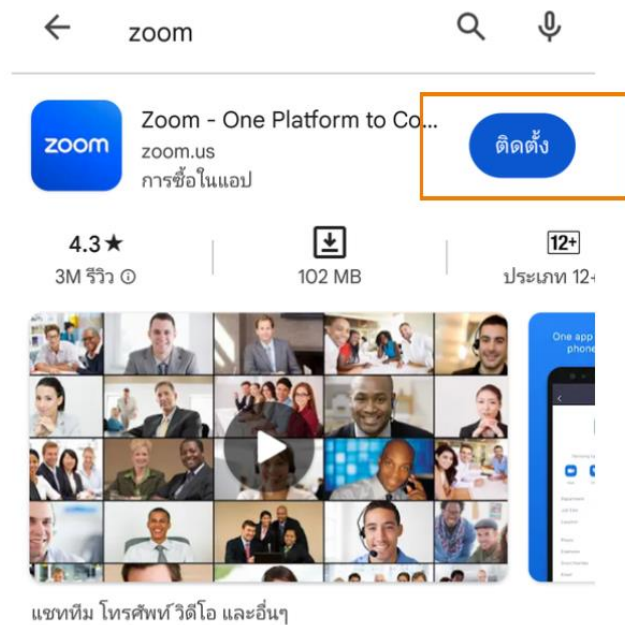 zoom
zoom
Zoom - One Platform to Co...
zoom.us
การซื้อในแอป
ติดตั้ง
4.3★
3M รีวิว
102 MB
12+
ประเภท 12+
One app
phone
แชททีม โทรศัพท์ วิดีโอ และอื่นๆ